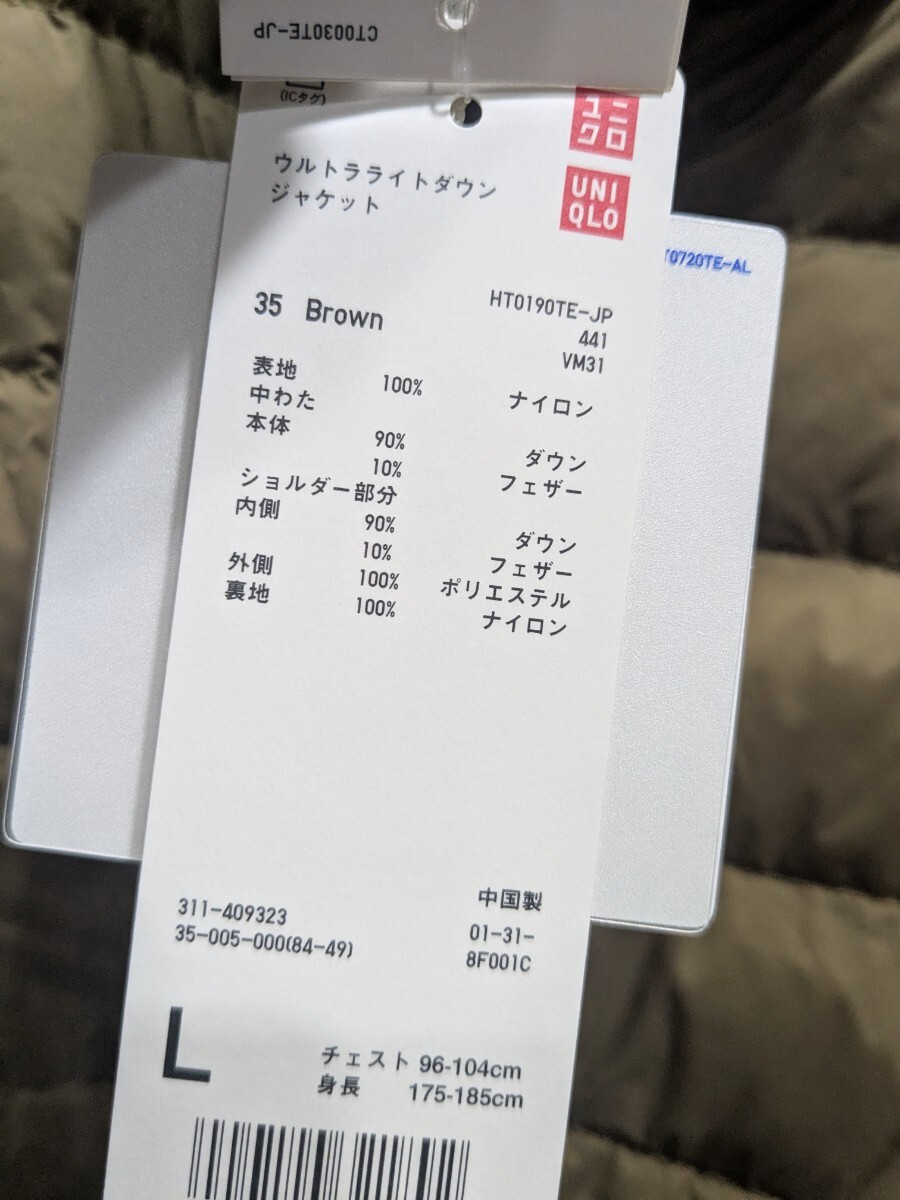 CT0030TE-JP
(ICタグ)
ユニ
クロ
UNI
QLO
ウルトラライトダウン
ジャケット
T0720TE-AL
35 Brown
HT0190TE-JP
441
VM31
表地 100% ナイロン
中わた
本体 90% ダウン
10% フェザー
ショルダー部分
内側 90% ダウン
10% フェザー
外側 100% ポリエステル
裏地 100% ナイロン
311-409323
35-005-000(84-49)
中国製
01-31-
8F001C
L
チェスト 96-104cm
身長 175-185cm